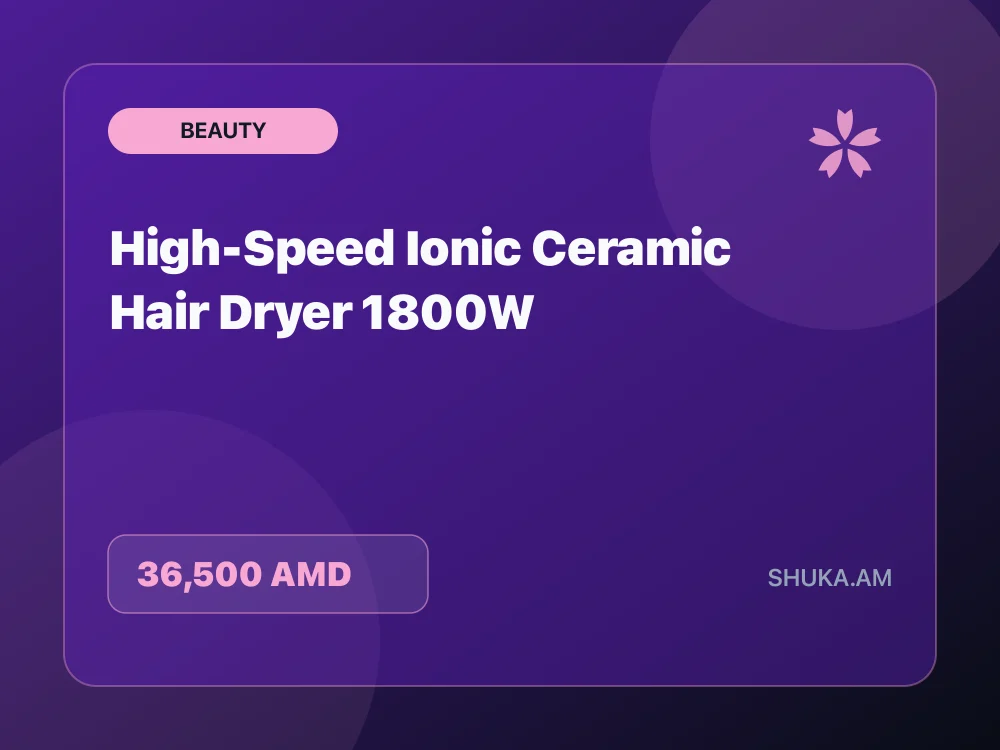 BEAUTY
High-Speed Ionic Ceramic
Hair Dryer 1800W
36,500 AMD
SHUKA.AM